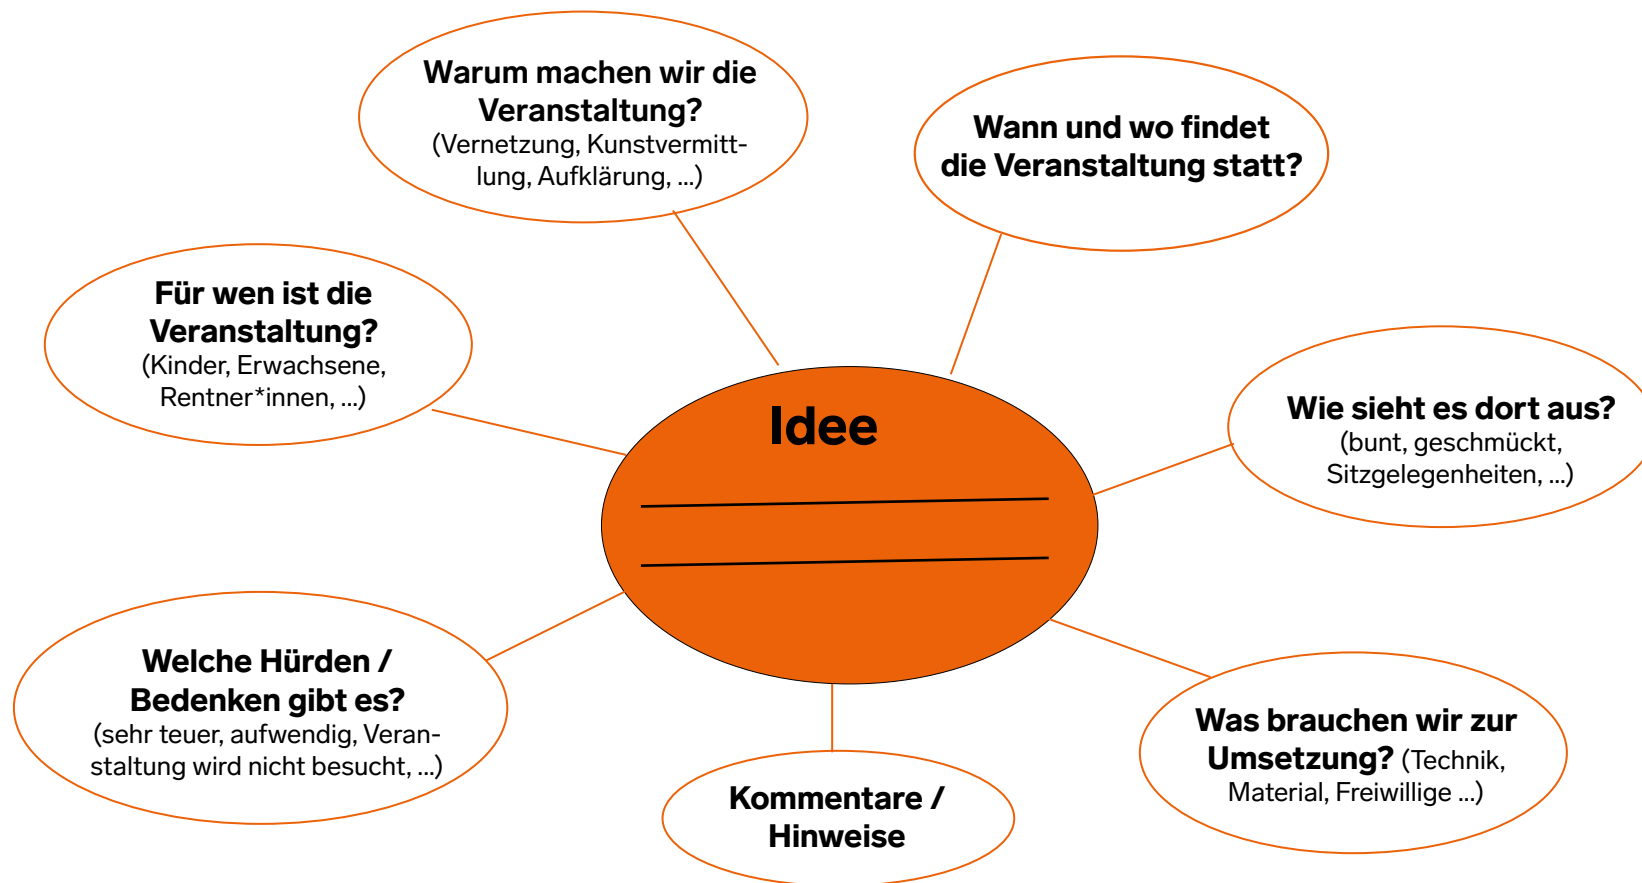 Warum machen wir die
Veranstaltung?
(Vernetzung, Kunstvermitt-
lung, Aufklärung, ...)
Wann und wo findet
die Veranstaltung statt?
Für wen ist die
Veranstaltung?
(Kinder, Erwachsene,
Rentner*innen, ...)
Idee
Wie sieht es dort aus?
(bunt, geschmückt,
Sitzgelegenheiten, ...)
Welche Hürden /
Bedenken gibt es?
(sehr teuer, aufwendig, Veran-
staltung wird nicht besucht, ...)
Was brauchen wir zur
Umsetzung? (Technik,
Material, Freiwillige ...)
Kommentare /
Hinweise